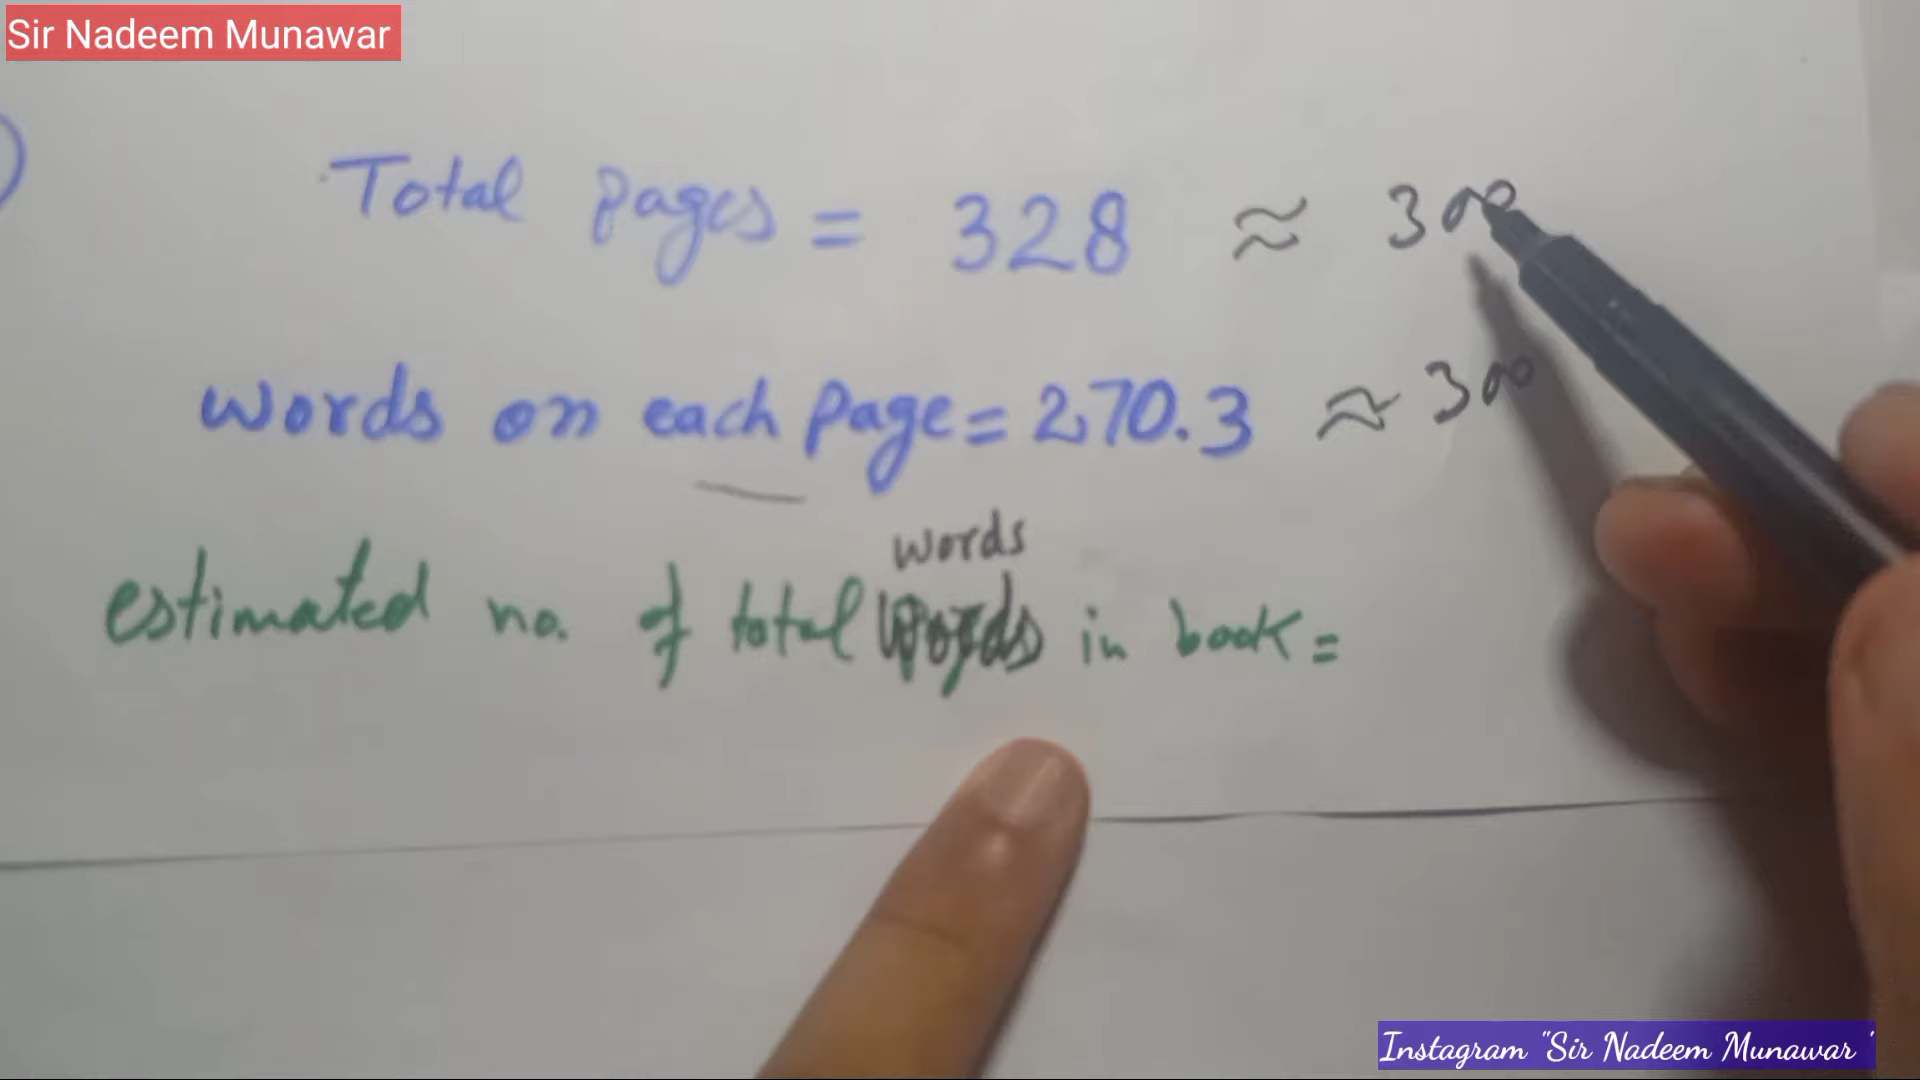 Sir Nadeem Munawar
Total pages = 328 ≈ 300
words on each page = 270.3 ≈ 300
words
estimated no. of total words in book =
Instagram "Sir Nadeem Munawar"